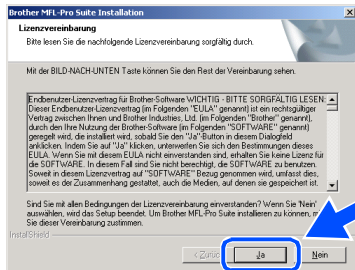 Brother MFL-Pro Suite Installation
Lizenzvereinbarung
Bitte lesen Sie die nachfolgende Lizenzvereinbarung sorgfältig durch.
Mit der BILD-NACH-UNTEN Taste können Sie den Rest der Vereinbarung sehen.
Endbenutzer-Lizenzvertrag für Brother-Software WICHTIG - BITTE SORGFÄLTIG LESEN:
Dieser Endbenutzer-Lizenzvertrag (im Folgenden "EULA" genannt) ist ein rechtsgültiger
Vertrag zwischen Ihnen und Brother Industries, Ltd. (im Folgenden "Brother" genannt),
durch den Ihre Nutzung der Brother-Software (im Folgenden "SOFTWARE" genannt)
geregelt wird, die installiert wird, sobald Sie den "Ja"-Button in diesem Dialogfeld
anklicken. Indem Sie auf "Ja" klicken, unterwerfen Sie sich den Bestimmungen dieses
EULA. Wenn Sie mit diesem EULA nicht einverstanden sind, erhalten Sie keine Lizenz für
die SOFTWARE. In diesem Fall sind Sie nicht berechtigt, die SOFTWARE zu benutzen.
Soweit in diesem Lizenzvertrag auf "SOFTWARE" Bezug genommen wird, umfasst dies,
soweit es der Zusammenhang gestattet, auch die Medien, auf denen sie gespeichert ist.
Sind Sie mit allen Bedingungen der Lizenzvereinbarung einverstanden? Wenn Sie 'Nein'
auswählen, wird das Setup beendet. Um Brother MFL-Pro Suite installieren zu können, m
Sie dieser Vereinbarung zustimmen.
InstallShield
Ja Nein